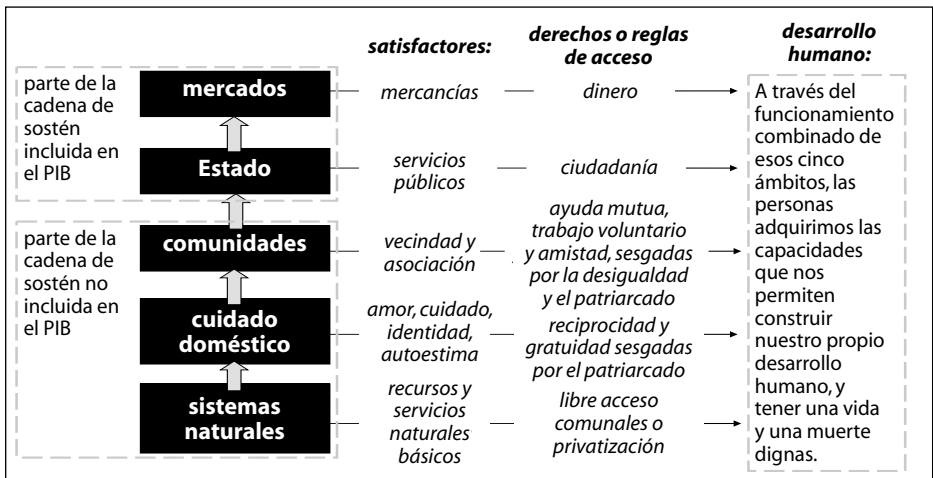 satisfactores:
derechos o reglas
de acceso
desarrollo
humano:
parte de la
cadena de
sostén
incluida en
el PIB
mercados
mercancías
dinero
Estado
servicios
públicos
ciudadanía
parte de la
cadena de
sostén no
incluida en
el PIB
comunidades
vecindad y
asociación
ayuda mutua,
trabajo voluntario
y amistad, sesgadas
por la desigualdad
y el patriarcado
cuidado
doméstico
amor, cuidado,
identidad,
autoestima
reciprocidad y
gratuidad sesgadas
por el patriarcado
sistemas
naturales
recursos y
servicios
naturales
básicos
libre acceso
comunales o
privatización
A través del
funcionamiento
combinado de
esos cinco
ámbitos, las
personas
adquirimos las
capacidades
que nos
permiten
construir
nuestro propio
desarrollo
humano, y
tener una vida
y una muerte
dignas.